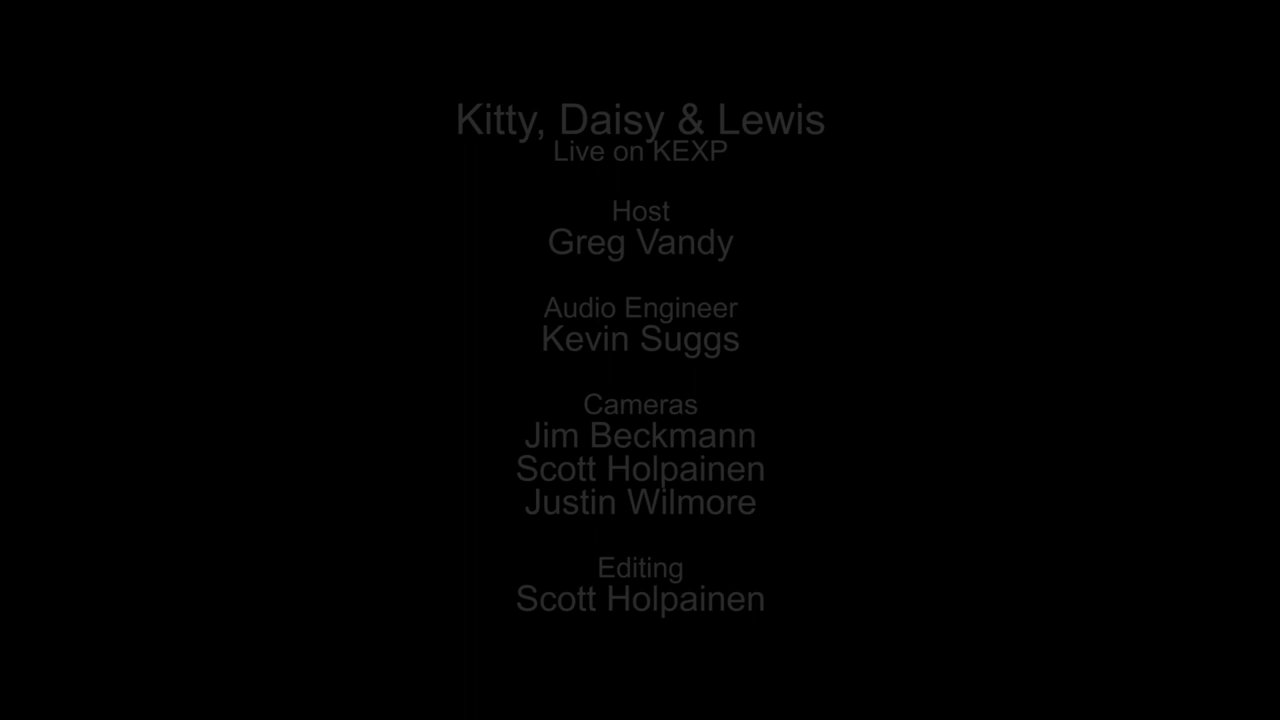 Kitty, Daisy & Lewis
Live on KEXP
Host
Greg Vandy
Audio Engineer
Kevin Suggs
Cameras
Jim Beckmann
Scott Holpainen
Justin Wilmore
Editing
Scott Holpainen